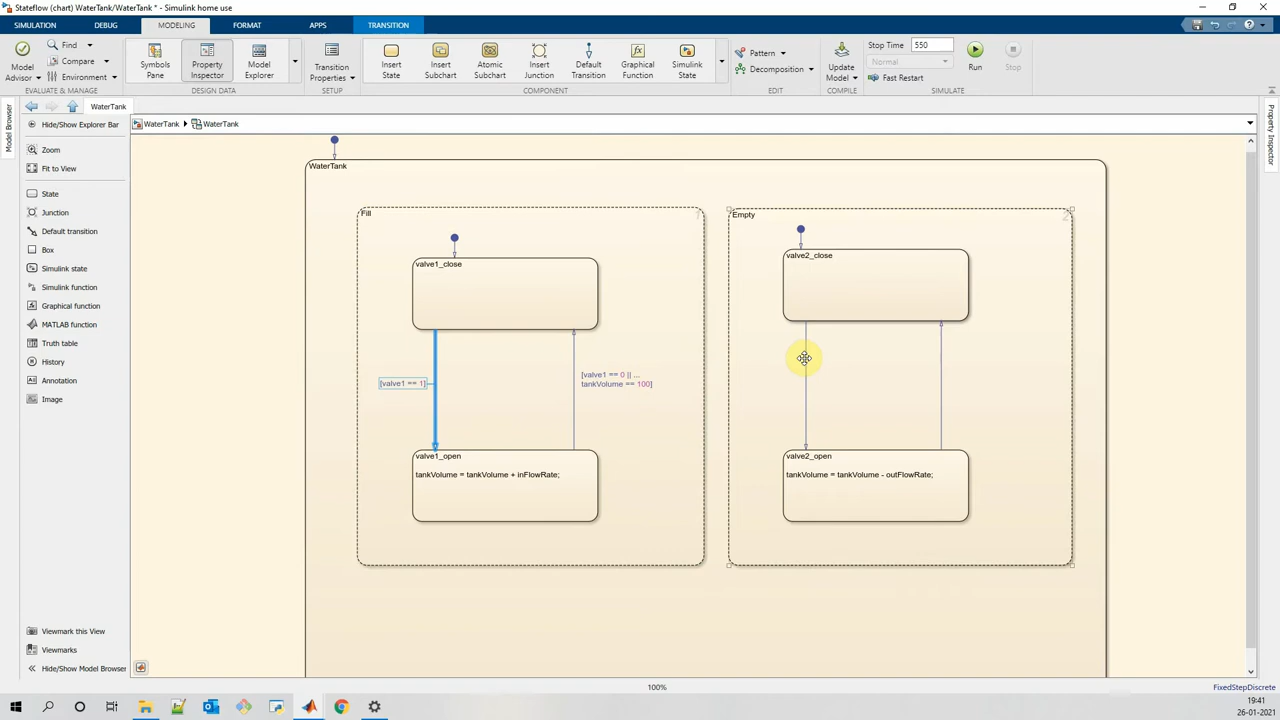 Stateflow (chart) WaterTank/WaterTank * - Simulink home use
SIMULATION
DEBUG
MODELING
FORMAT
APPS
TRANSITION
Model
Advisor
Find
Compare
Environment
Symbols
Pane
Property
Inspector
Model
Explorer
Transition
Properties
Insert
State
Insert
Subchart
Atomic
Subchart
Insert
Junction
Default
Transition
Graphical
Function
Simulink
State
Pattern
Decomposition
Update
Model
Stop Time
550
Normal
Fast Restart
Run
Stop
EVALUATE & MANAGE
DESIGN DATA
SETUP
COMPONENT
EDIT
COMPILE
SIMULATE
WaterTank
Hide/Show Explorer Bar
WaterTank
WaterTank
Model Browser
Property Inspector
Zoom
Fit to View
State
Junction
Default transition
Box
Simulink state
Simulink function
Graphical function
MATLAB function
Truth table
History
Annotation
Image
Viewmark this View
Viewmarks
Hide/Show Model Browser
WaterTank
Fill
1
valve1_close
[valve1 == 1]
[valve1 == 0 || ...
tankVolume == 100]
valve1_open
tankVolume = tankVolume + inFlowRate;
Empty
2
valve2_close
valve2_open
tankVolume = tankVolume - outFlowRate;
100%
FixedStepDiscrete
19:41
26-01-2021